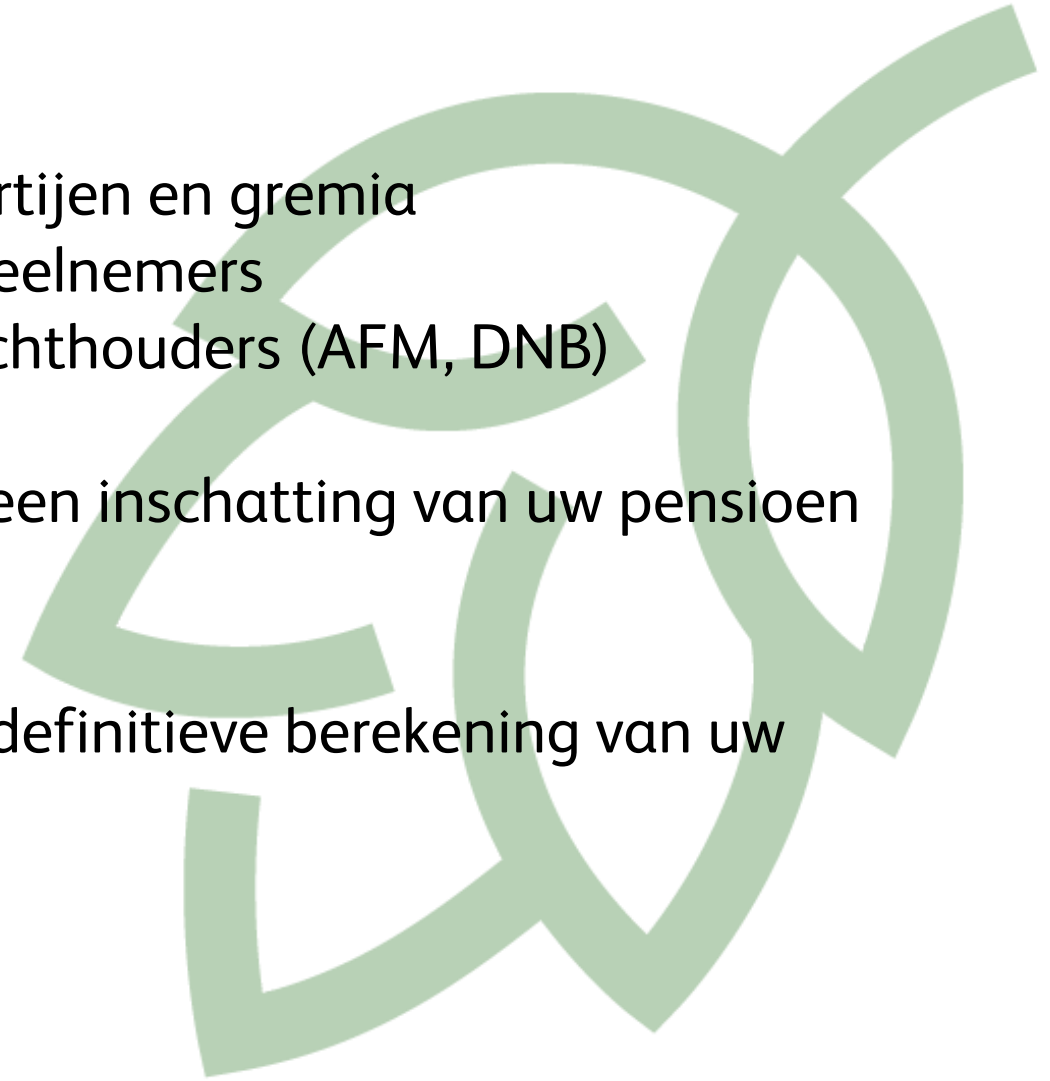 rtijen en gremia
eelnemers
chthouders (AFM, DNB)
een inschatting van uw pensioen
definitieve berekening van uw